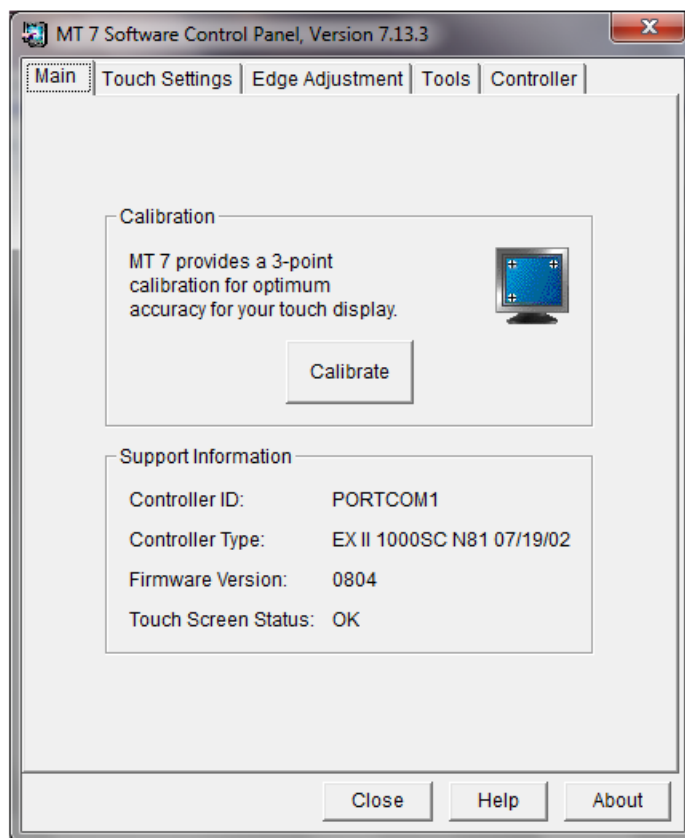 MT 7 Software Control Panel, Version 7.13.3
Main Touch Settings Edge Adjustment Tools Controller
Calibration
MT 7 provides a 3-point
calibration for optimum
accuracy for your touch display.
Calibrate
Support Information
Controller ID: PORTCOM1
Controller Type: EX II 1000SC N81 07/19/02
Firmware Version: 0804
Touch Screen Status: OK
Close Help About